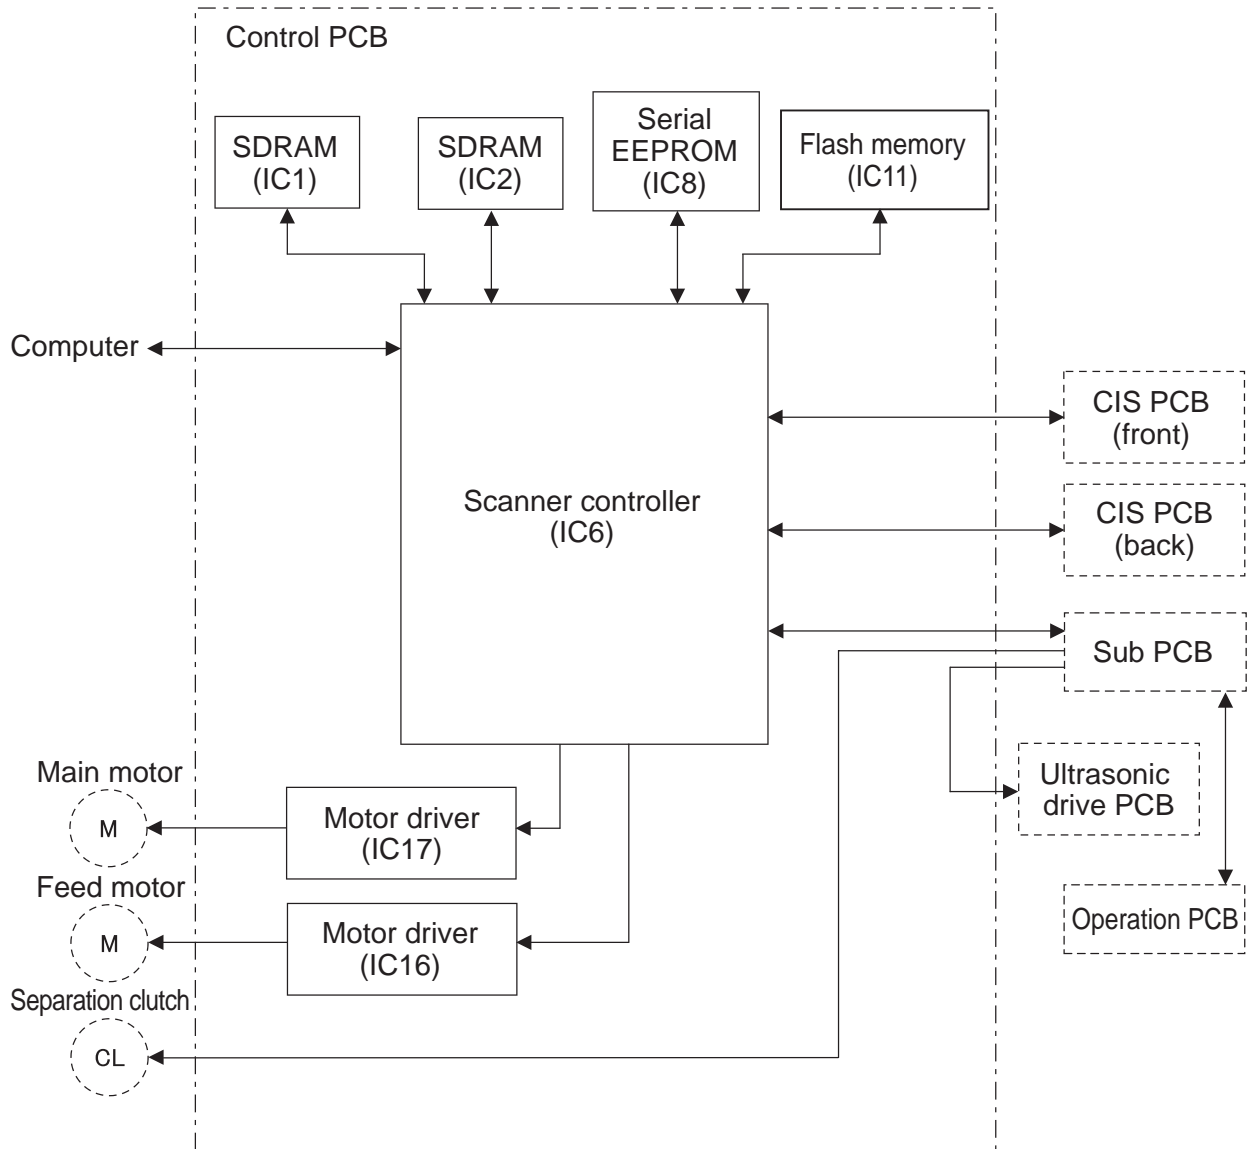 Control PCB
SDRAM
(IC1)
SDRAM
(IC2)
Serial
EEPROM
(IC8)
Flash memory
(IC11)
Computer
Scanner controller
(IC6)
CIS PCB
(front)
CIS PCB
(back)
Sub PCB
Ultrasonic
drive PCB
Operation PCB
Main motor
M
Motor driver
(IC17)
Feed motor
M
Motor driver
(IC16)
Separation clutch
CL